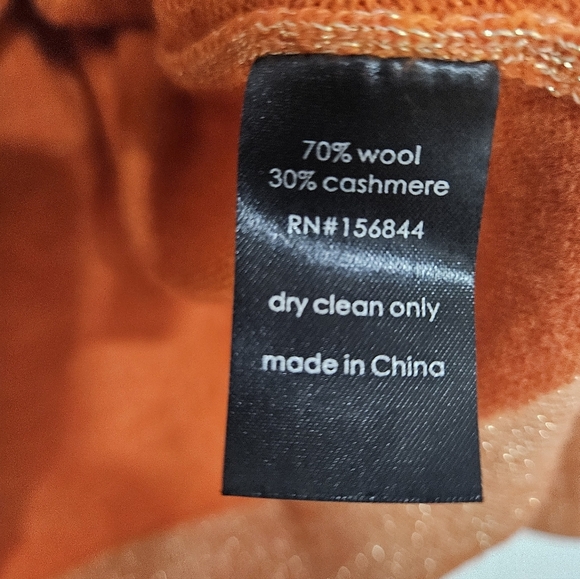 70% wool
30% cashmere
RN#156844
dry clean only
made in China